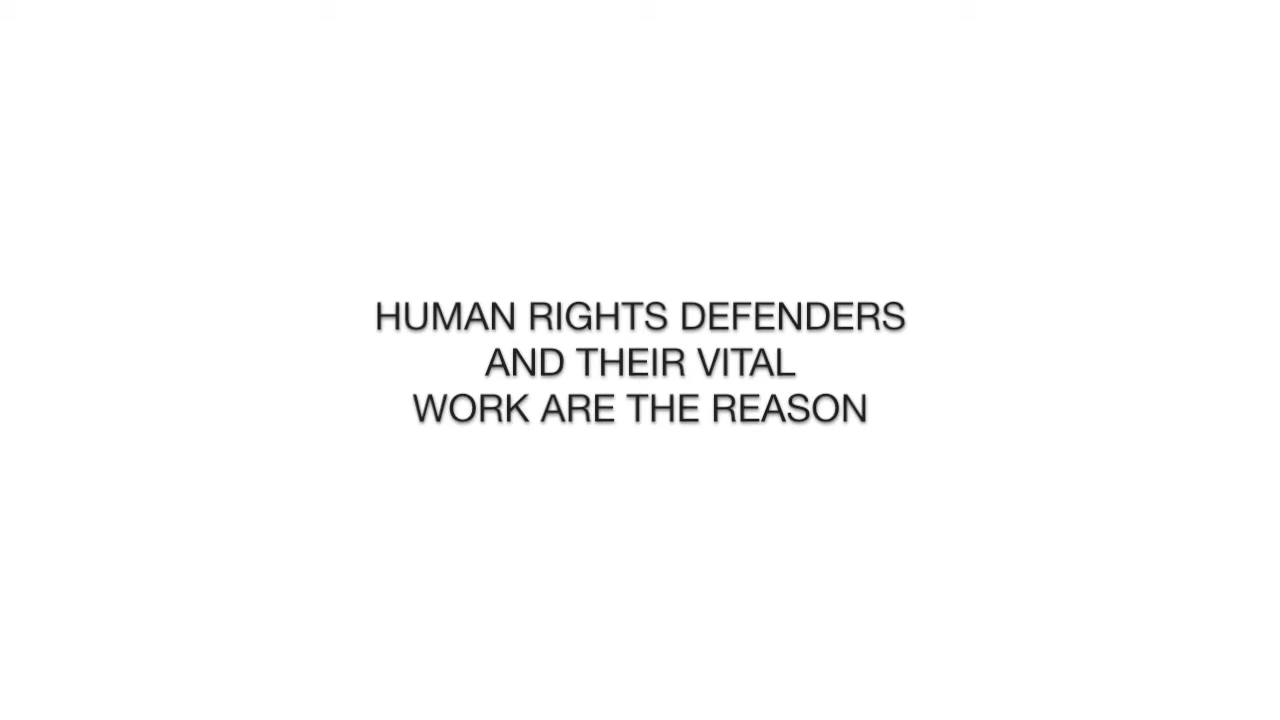 HUMAN RIGHTS DEFENDERS
AND THEIR VITAL
WORK ARE THE REASON